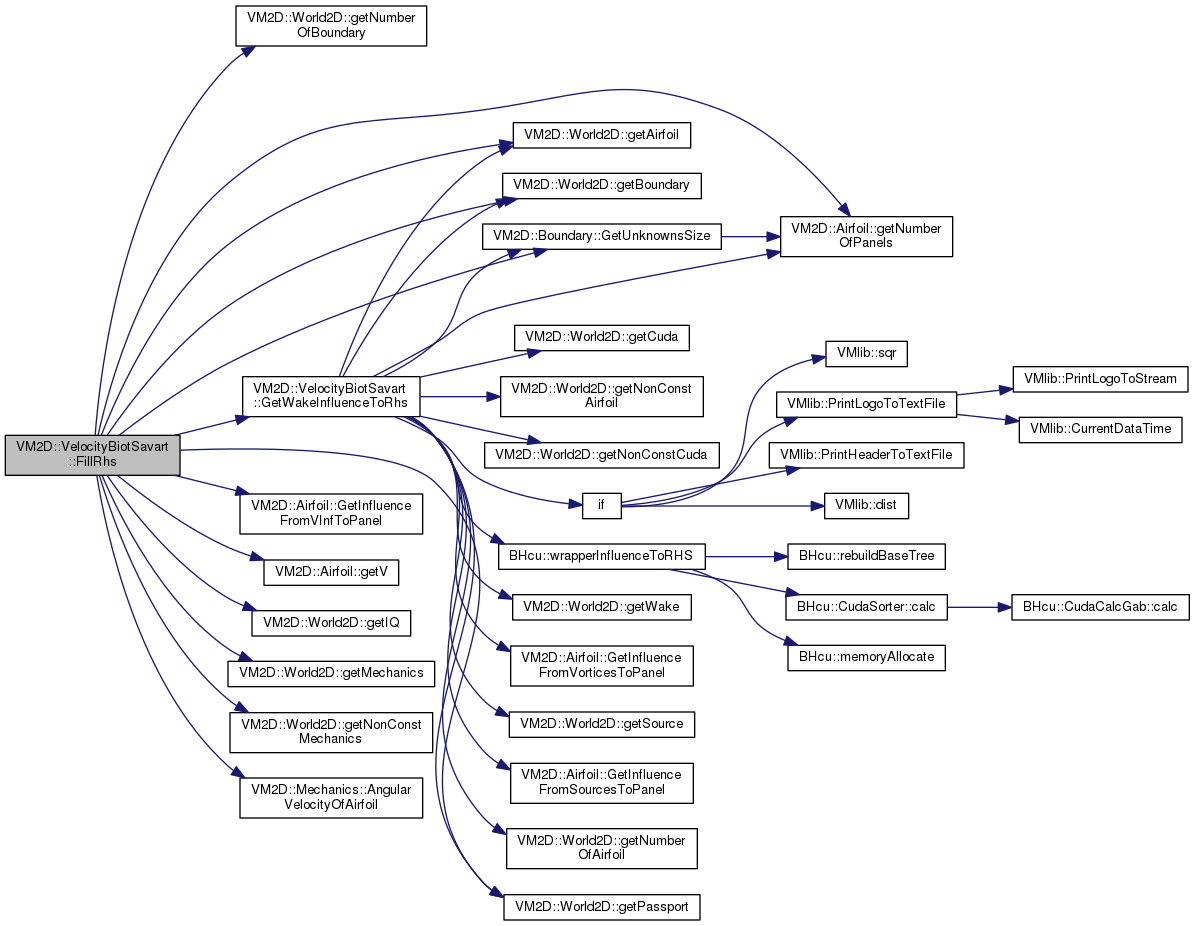 VM2D::World2D::getNumber
OfBoundary
VM2D::World2D::getAirfoil
VM2D::World2D::getBoundary
VM2D::Boundary::GetUnknownsSize
VM2D::Airfoil::getNumber
OfPanels
VM2D::World2D::getCuda
VMlib::sqr
VMlib::PrintLogoToStream
VM2D::VelocityBiotSavart
::GetWakeInfluenceToRhs
VM2D::World2D::getNonConst
Airfoil
VMlib::PrintLogoToTextFile
VMlib::CurrentDataTime
VM2D::VelocityBiotSavart
::FillRhs
VM2D::World2D::getNonConstCuda
VMlib::PrintHeaderToTextFile
VM2D::Airfoil::GetInfluence
FromVInfToPanel
if
VMlib::dist
BHcu::wrapperInfluenceToRHS
BHcu::rebuildBaseTree
VM2D::Airfoil::getV
VM2D::World2D::getWake
BHcu::CudaSorter::calc
BHcu::CudaCalcGab::calc
VM2D::World2D::getIQ
VM2D::Airfoil::GetInfluence
FromVorticesToPanel
BHcu::memoryAllocate
VM2D::World2D::getMechanics
VM2D::World2D::getNonConst
Mechanics
VM2D::World2D::getSource
VM2D::Mechanics::Angular
VelocityOfAirfoil
VM2D::Airfoil::GetInfluence
FromSourcesToPanel
VM2D::World2D::getNumber
OfAirfoil
VM2D::World2D::getPassport